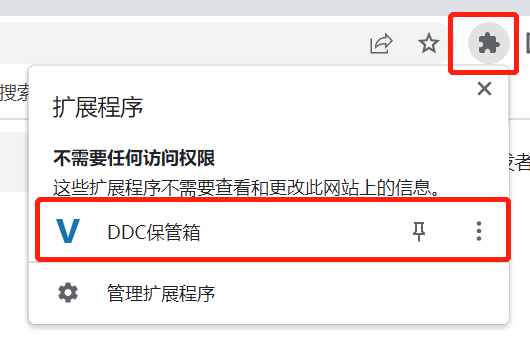 搜索
扩展程序
不需要任何访问权限
这些扩展程序不需要查看和更改此网站上的信息。
发者
DDC保管箱
管理扩展程序